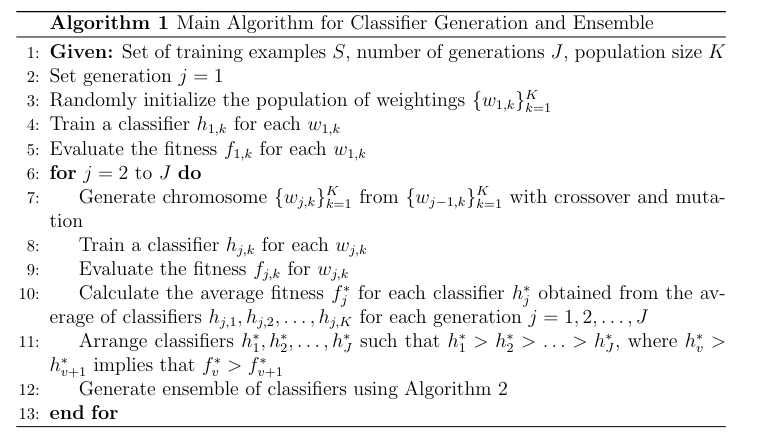 Algorithm 1 Main Algorithm for Classifier Generation and Ensemble
1: Given: Set of training examples S, number of generations J, population size K
2: Set generation j = 1
3: Randomly initialize the population of weightings {w_{1,k}}_{k=1}^{K}
4: Train a classifier h_{1,k} for each w_{1,k}
5: Evaluate the fitness f_{1,k} for each w_{1,k}
6: for j = 2 to J do
7: Generate chromosome {w_{j,k}}_{k=1}^{K} from {w_{j−1,k}}_{k=1}^{K} with crossover and muta-
tion
8: Train a classifier h_{j,k} for each w_{j,k}
9: Evaluate the fitness f_{j,k} for w_{j,k}
10: Calculate the average fitness f_j^* for each classifier h_j^* obtained from the av-
erage of classifiers h_{j,1}, h_{j,2}, . . . , h_{j,K} for each generation j = 1, 2, . . . , J
11: Arrange classifiers h_1^*, h_2^*, . . . , h_J^* such that h_1^* > h_2^* > . . . > h_J^*, where h_v^* >
h_{v+1}^* implies that f_v^* > f_{v+1}^*
12: Generate ensemble of classifiers using Algorithm 2
13: end for